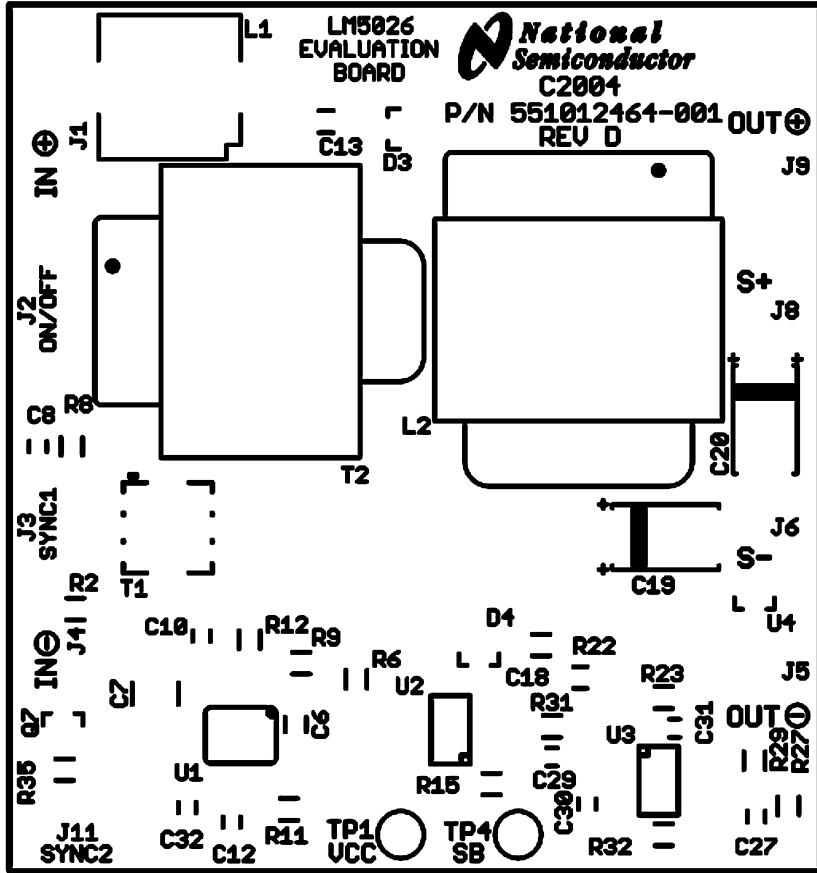 L1
LM5026
EVALUATION
BOARD
National
Semiconductor
C2004
P/N 551012464-001
REV D
OUT
J1
C13
D3
J9
IN
S+
J8
J2
ON/OFF
C8
R8
L2
C20
T2
J3
SYNC1
J6
S-
T1
C19
R2
U4
C10
R12
R9
D4
J4
IN
R6
C18
R22
J5
R23
C7
U2
R31
C31
OUT
Q7
C6
U3
R29
R27
R35
U1
R15
C29
C30
J11
SYNC2
C32
C12
R11
TP1
VCC
TP4
SB
R32
C27